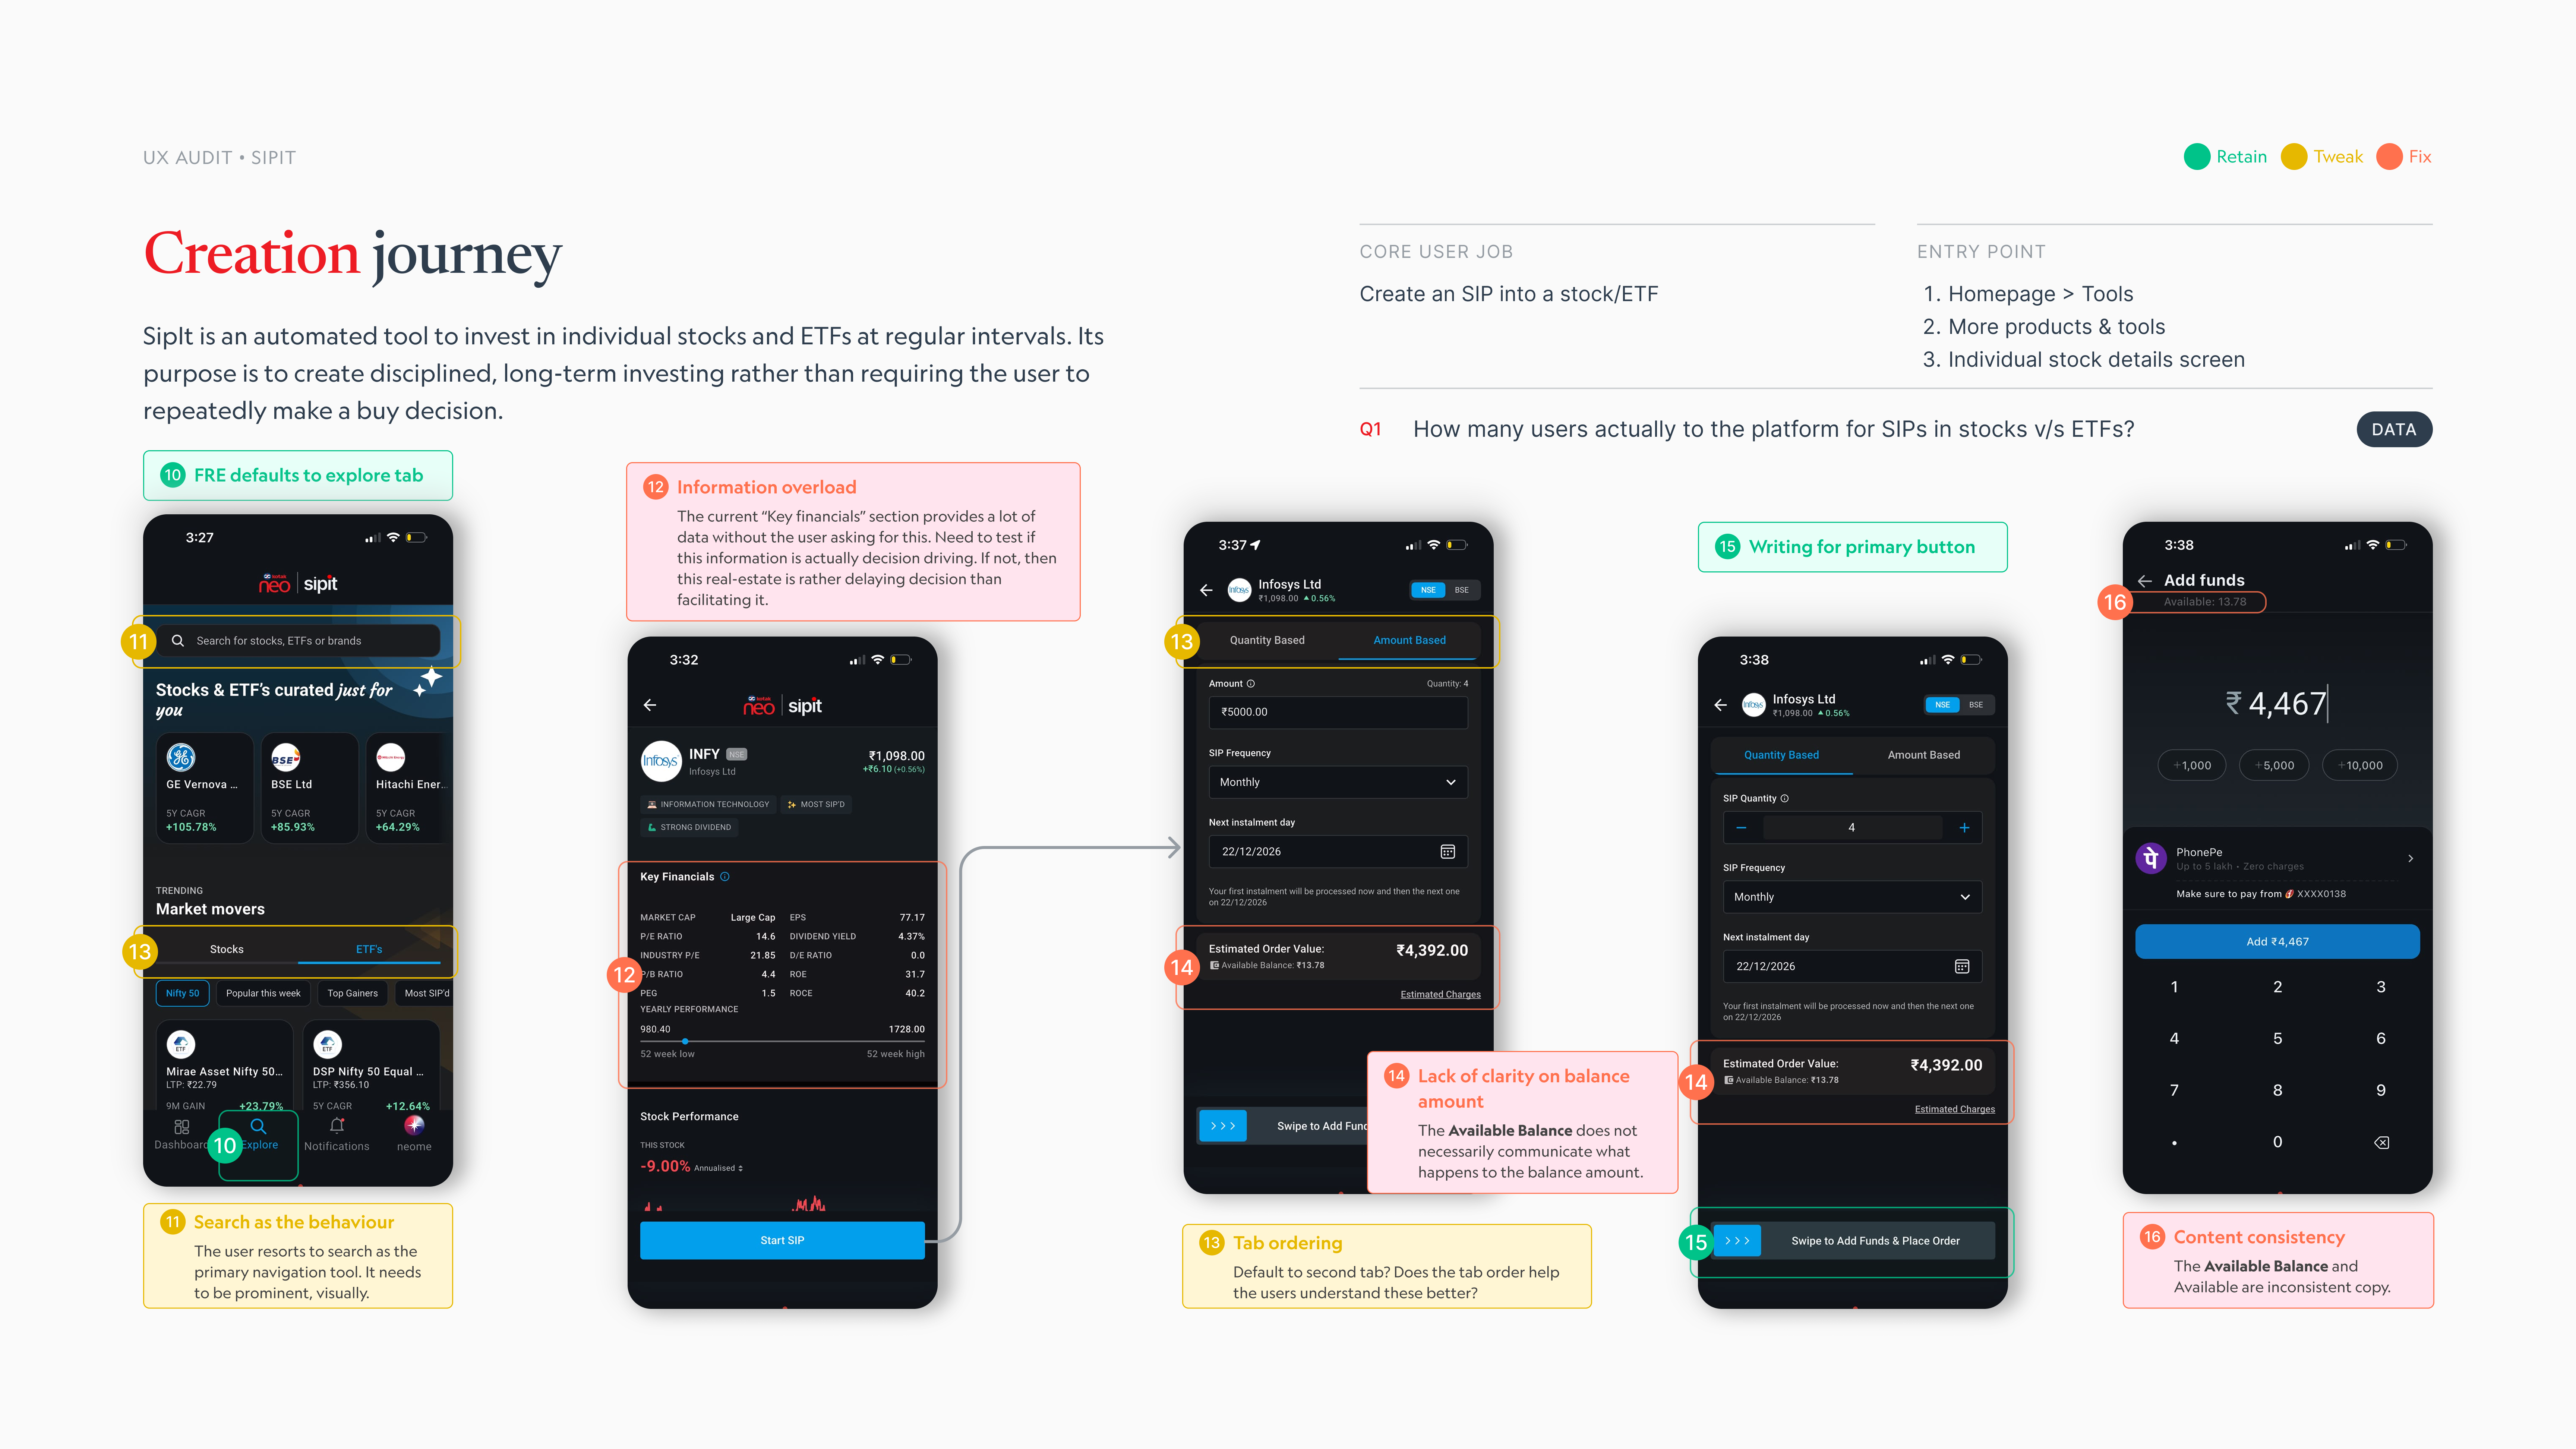 UX AUDIT • SIPIT
Retain
Tweak
Fix
Creation journey
SipIt is an automated tool to invest in individual stocks and ETFs at regular intervals. Its
purpose is to create disciplined, long-term investing rather than requiring the user to
repeatedly make a buy decision.
CORE USER JOB
Create an SIP into a stock/ETF
ENTRY POINT
1. Homepage > Tools
2. More products & tools
3. Individual stock details screen
Q1 How many users actually to the platform for SIPs in stocks v/s ETFs?
DATA
10 FRE defaults to explore tab
3:27
kotak
neo | sipit
11
Search for stocks, ETFs or brands
Stocks & ETF's curated just for
you
GE Vernova ...
5Y CAGR
+105.78%
BSE
BSE Ltd
5Y CAGR
+85.93%
Hitachi Ener...
5Y CAGR
+64.29%
TRENDING
Market movers
13
Stocks
ETF's
Nifty 50
Popular this week
Top Gainers
Most SIP'd
ETF
Mirae Asset Nifty 50...
LTP: ₹22.79
9M GAIN +23.79%
ETF
DSP Nifty 50 Equal ...
LTP: ₹356.10
5Y CAGR +12.64%
Dashboard
10
Explore
Notifications
neome
11 Search as the behaviour
The user resorts to search as the
primary navigation tool. It needs
to be prominent, visually.
12 Information overload
The current “Key financials” section provides a lot of
data without the user asking for this. Need to test if
this information is actually decision driving. If not, then
this real-estate is rather delaying decision than
facilitating it.
3:32
kotak
neo | sipit
Infosys
INFY NSE
Infosys Ltd
₹1,098.00
+₹6.10 (+0.56%)
INFORMATION TECHNOLOGY
MOST SIP'D
STRONG DIVIDEND
Key Financials
12
MARKET CAP Large Cap EPS 77.17
P/E RATIO 14.6 DIVIDEND YIELD 4.37%
INDUSTRY P/E 21.85 D/E RATIO 0.0
P/B RATIO 4.4 ROE 31.7
PEG 1.5 ROCE 40.2
YEARLY PERFORMANCE
980.40 1728.00
52 week low 52 week high
Stock Performance
THIS STOCK
-9.00% Annualised
Start SIP
3:37
Infosys
Infosys Ltd
₹1,098.00 ▲0.56%
NSE BSE
13
Quantity Based
Amount Based
Amount Quantity: 4
₹5000.00
SIP Frequency
Monthly
Next instalment day
22/12/2026
Your first instalment will be processed now and then the next one
on 22/12/2026
14
Estimated Order Value: ₹4,392.00
Available Balance: ₹13.78
Estimated Charges
>>> Swipe to Add Func
14 Lack of clarity on balance
amount
The Available Balance does not
necessarily communicate what
happens to the balance amount.
13 Tab ordering
Default to second tab? Does the tab order help
the users understand these better?
15 Writing for primary button
3:38
Infosys
Infosys Ltd
₹1,098.00 ▲0.56%
NSE BSE
Quantity Based
Amount Based
SIP Quantity
− 4 +
SIP Frequency
Monthly
Next instalment day
22/12/2026
Your first instalment will be processed now and then the next one
on 22/12/2026
14
Estimated Order Value: ₹4,392.00
Available Balance: ₹13.78
Estimated Charges
15
>>> Swipe to Add Funds & Place Order
3:38
Add funds
16
Available: 13.78
₹ 4,467
+1,000
+5,000
+10,000
पे
PhonePe
Up to 5 lakh • Zero charges
Make sure to pay from XXXX0138
Add ₹4,467
1 2 3
4 5 6
7 8 9
. 0
16 Content consistency
The Available Balance and
Available are inconsistent copy.